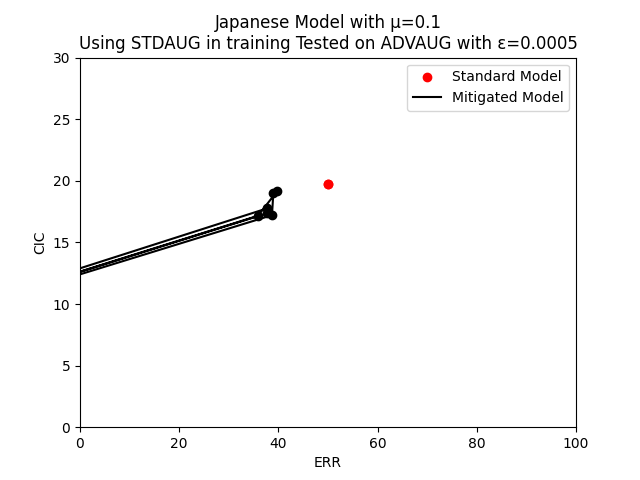 Japanese Model with μ=0.1
Using STDAUG in training Tested on ADVAUG with ε=0.0005
Standard Model
Mitigated Model
30
25
20
15
10
5
0
CIC
0 20 40 60 80 100
ERR